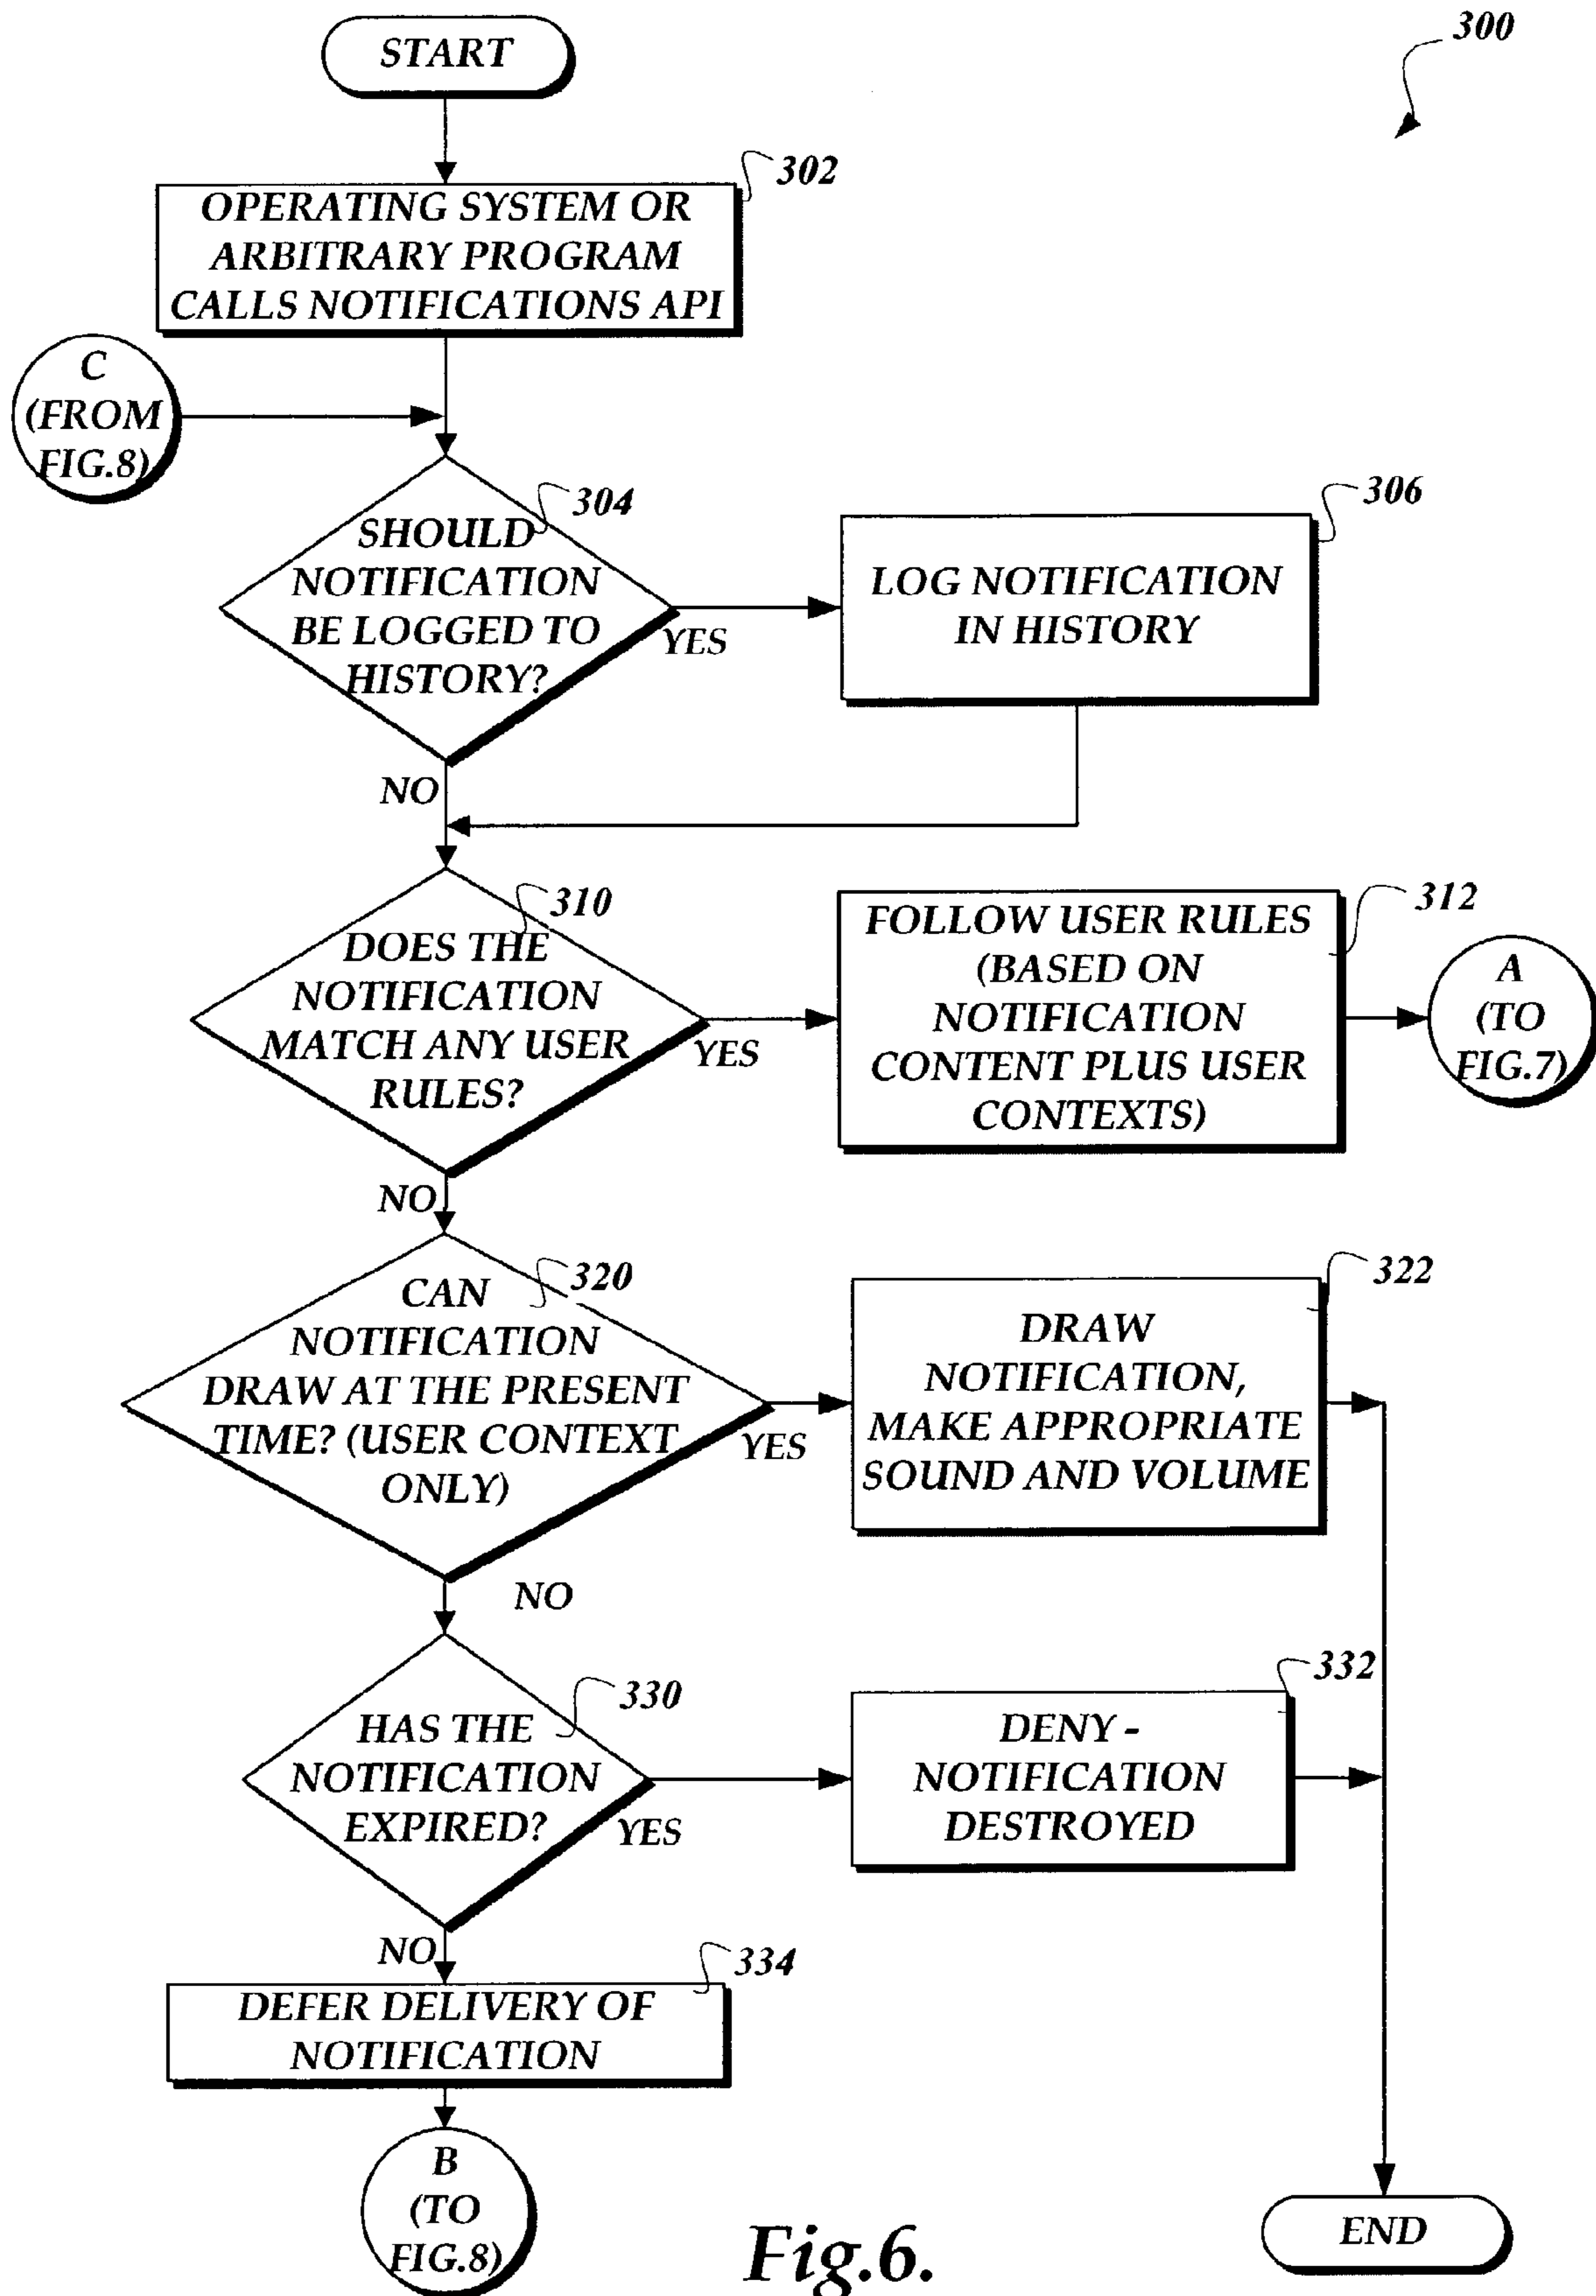 START
300
302
OPERATING SYSTEM OR
ARBITRARY PROGRAM
CALLS NOTIFICATIONS API
C
(FROM
FIG.8)
304
SHOULD
NOTIFICATION
BE LOGGED TO
HISTORY?
YES
NO
306
LOG NOTIFICATION
IN HISTORY
310
DOES THE
NOTIFICATION
MATCH ANY USER
RULES?
YES
NO
312
FOLLOW USER RULES
(BASED ON
NOTIFICATION
CONTENT PLUS USER
CONTEXTS)
A
(TO
FIG.7)
320
CAN
NOTIFICATION
DRAW AT THE PRESENT
TIME? (USER CONTEXT
ONLY)
YES
NO
322
DRAW
NOTIFICATION,
MAKE APPROPRIATE
SOUND AND VOLUME
330
HAS THE
NOTIFICATION
EXPIRED?
YES
NO
332
DENY -
NOTIFICATION
DESTROYED
334
DEFER DELIVERY OF
NOTIFICATION
B
(TO
FIG.8)
END
Fig.6.